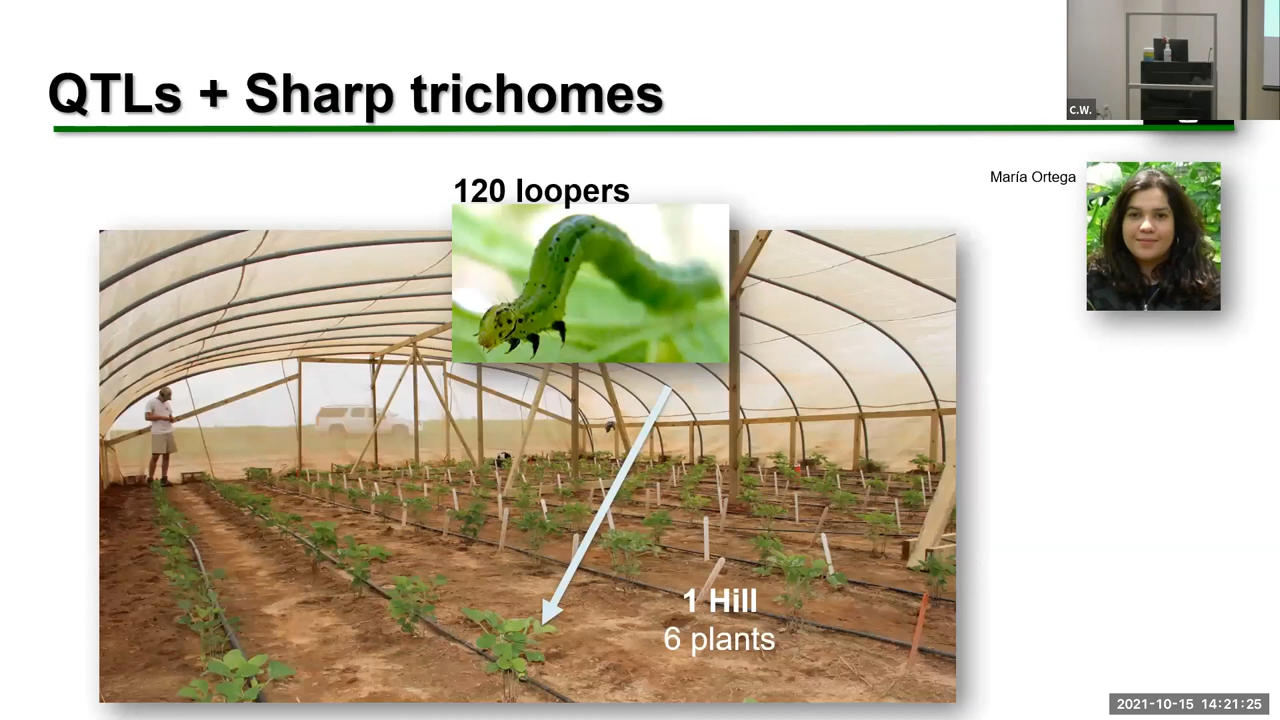 QTLs + Sharp trichomes
C.W.
María Ortega
120 loopers
1 Hill
6 plants
2021-10-15 14:21:25